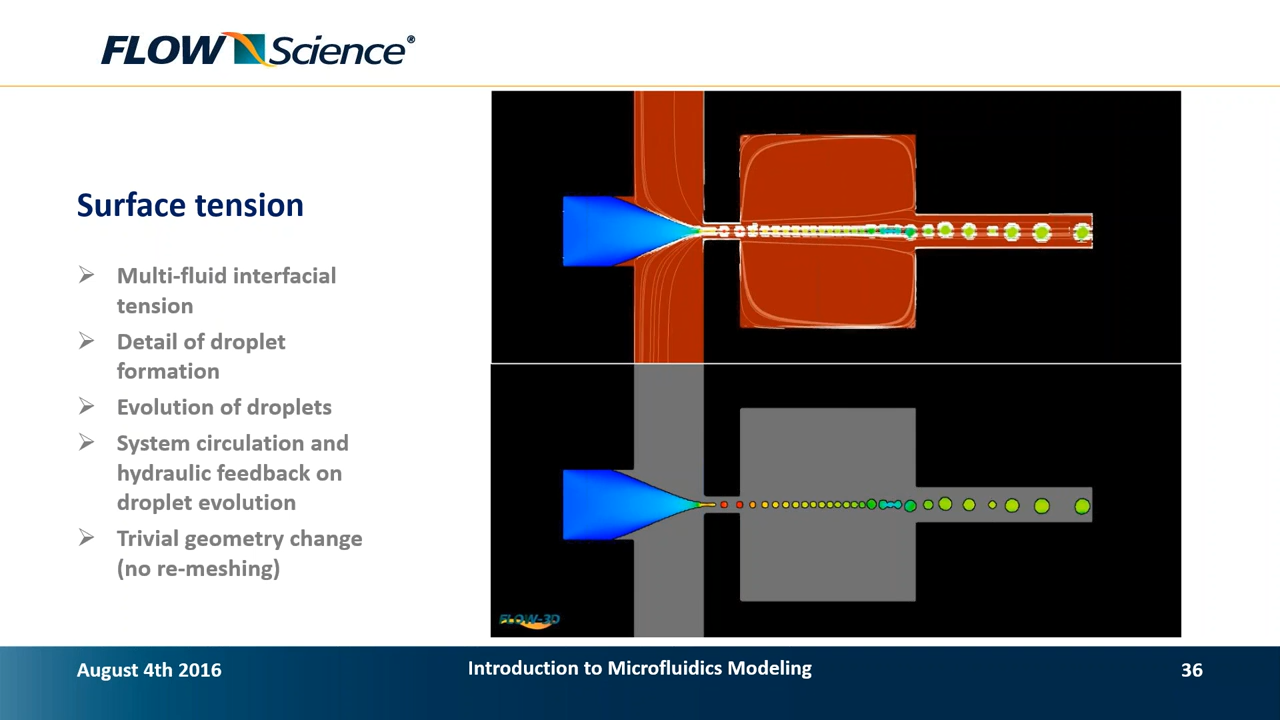 FLOW Science®
Surface tension
➢ Multi-fluid interfacial
tension
➢ Detail of droplet
formation
➢ Evolution of droplets
➢ System circulation and
hydraulic feedback on
droplet evolution
➢ Trivial geometry change
(no re-meshing)
FLOW-3D
August 4th 2016
Introduction to Microfluidics Modeling
36